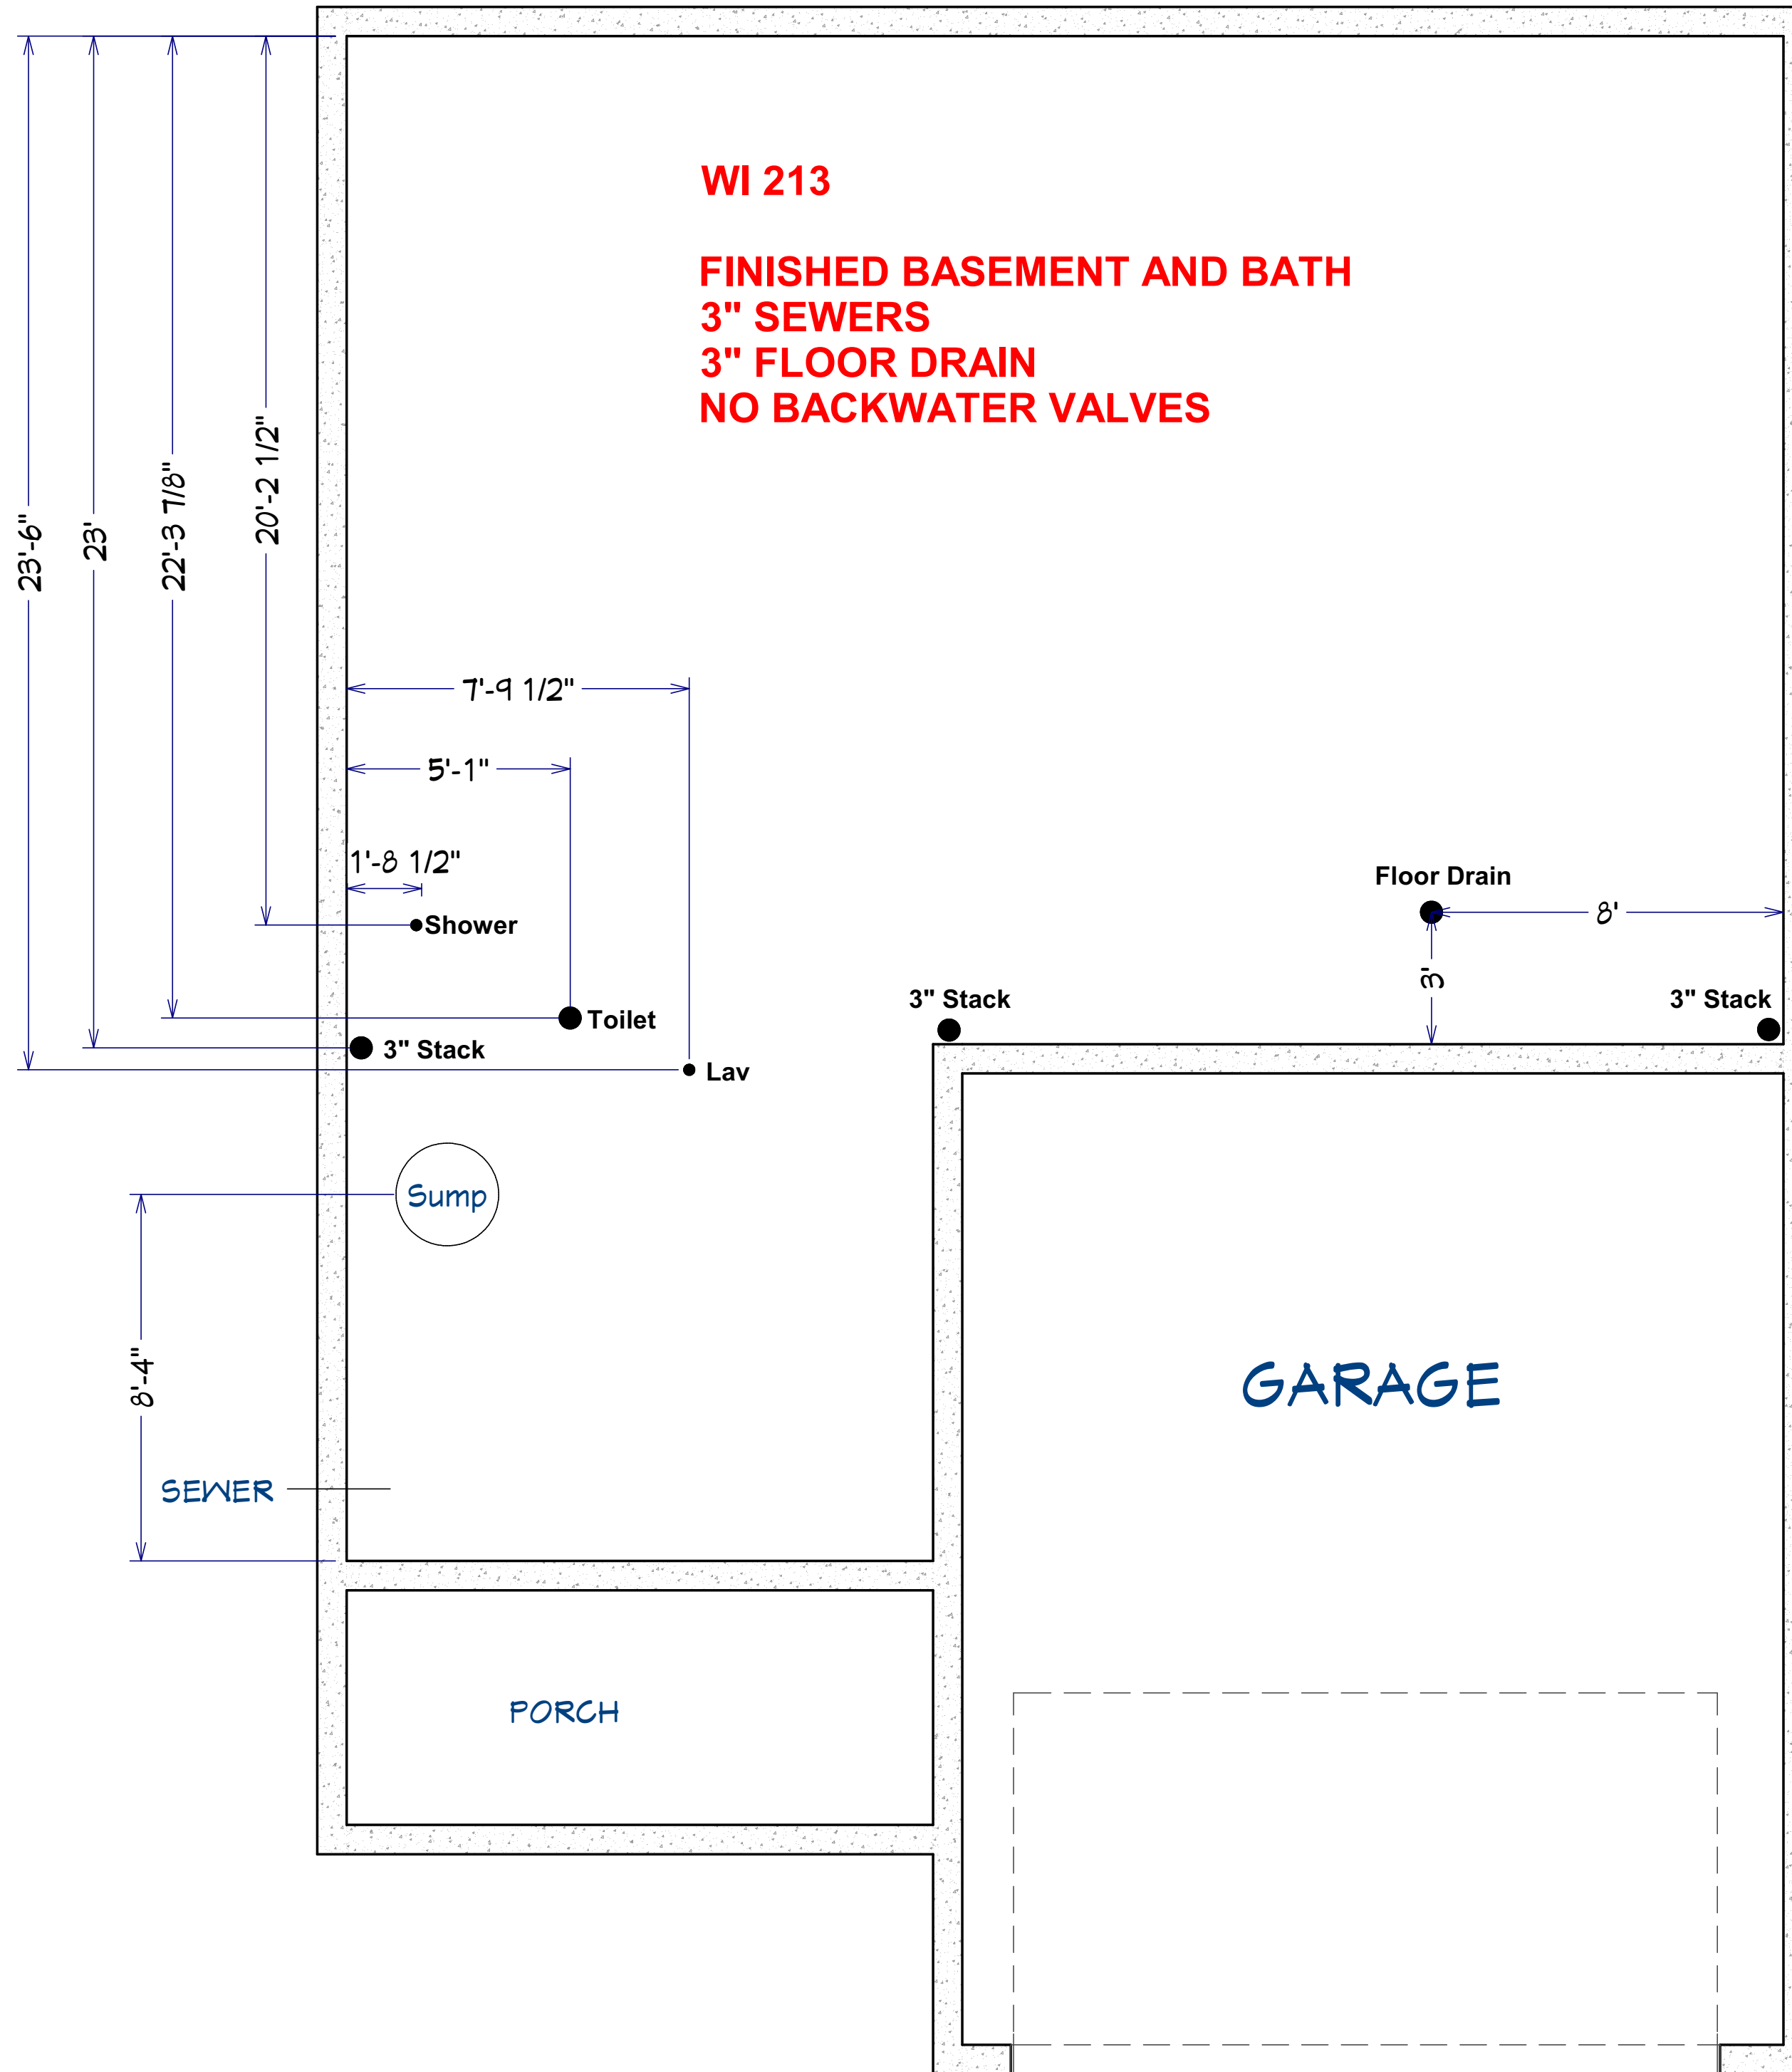 WI 213
FINISHED BASEMENT AND BATH
3" SEWERS
3" FLOOR DRAIN
NO BACKWATER VALVES
23'-6"
23'
22'-3 7/8"
20'-2 1/2"
7'-9 1/2"
5'-1"
1'-8 1/2"
Shower
Floor Drain
8'
3'
3" Stack
3" Stack
Toilet
3" Stack
Lav
Sump
8'-4"
GARAGE
SEWER
PORCH